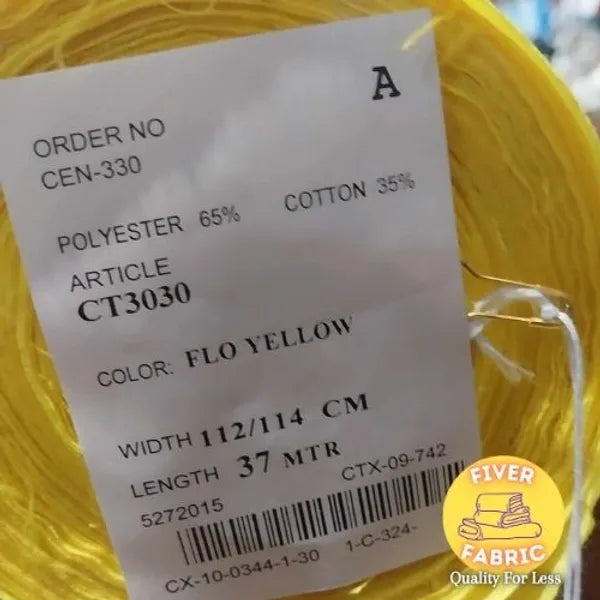 A
ORDER NO
CEN-330
POLYESTER 65% COTTON 35%
ARTICLE
CT3030
COLOR: FLO YELLOW
WIDTH 112/114 CM
LENGTH 37 MTR
5272015 CTX-09-742
CX-10-0344-1-30 1-C-324-
FIVER
FABRIC
Quality For Less